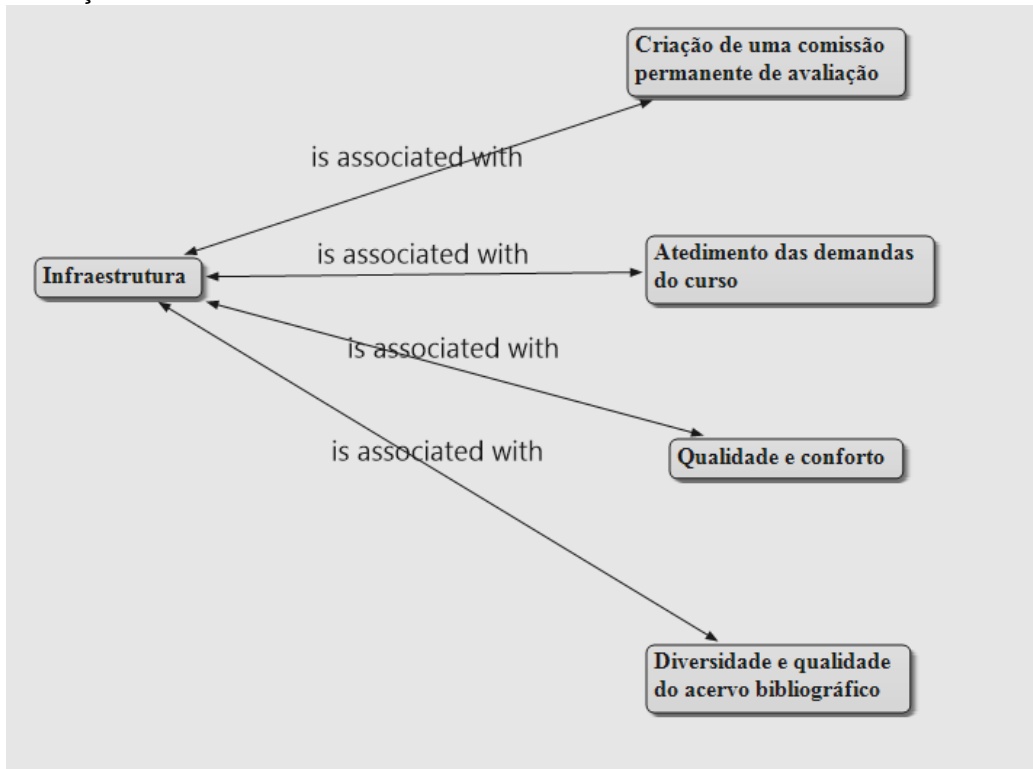 Criação de uma comissão
permanente de avaliação
is associated with
is associated with
Infraestrutura
Atedimento das demandas
do curso
is associated with
Qualidade e conforto
is associated with
Diversidade e qualidade
do acervo bibliográfico